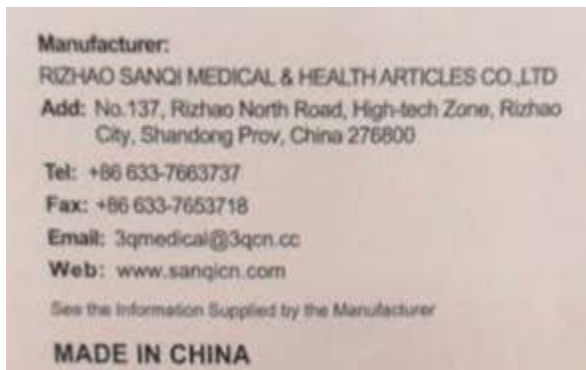 Manufacturer:
RIZHAO SANQI MEDICAL & HEALTH ARTICLES CO.,LTD
Add: No.137, Rizhao North Road, High-tech Zone, Rizhao
City, Shandong Prov, China 276800
Tel: +86 633-7663737
Fax: +86 633-7653718
Email: 3qmedical@3qcn.cc
Web: www.sanqicn.com
See the Information Supplied by the Manufacturer
MADE IN CHINA